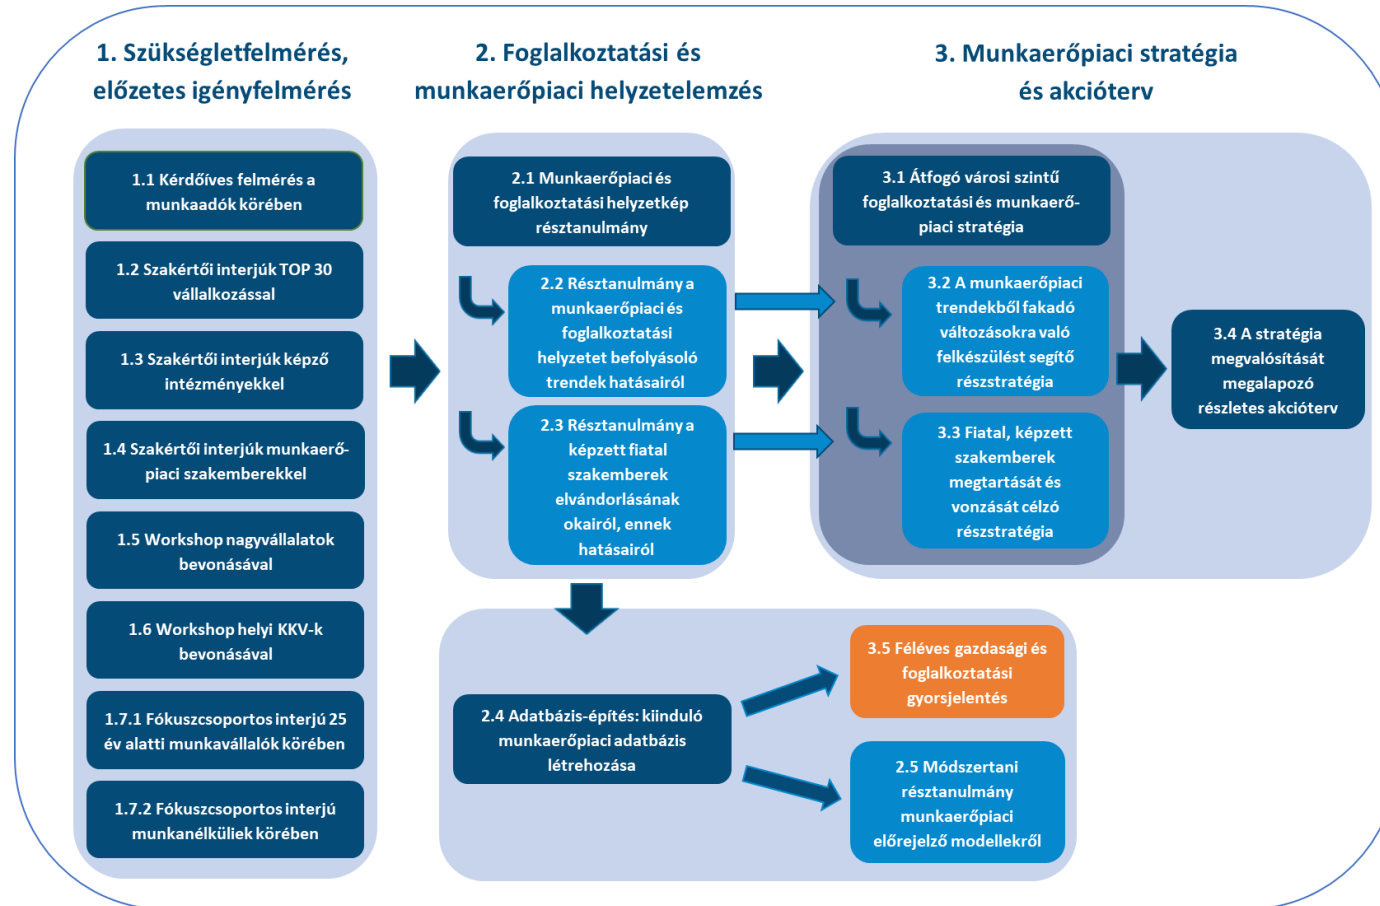 1. Szükségletfelmérés,
előzetes igényfelmérés
1.1 Kérdőíves felmérés a
munkaadók körében
1.2 Szakértői interjúk TOP 30
vállalkozással
1.3 Szakértői interjúk képző
intézményekkel
1.4 Szakértői interjúk munkaerő-
piaci szakemberekkel
1.5 Workshop nagyvállalatok
bevonásával
1.6 Workshop helyi KKV-k
bevonásával
1.7.1 Fókuszcsoportos interjú 25
év alatti munkavállalók körében
1.7.2 Fókuszcsoportos interjú
munkanélküliek körében
2. Foglalkoztatási és
munkaerőpiaci helyzetelemzés
2.1 Munkaerőpiaci és
foglalkoztatási helyzetkép
résztanulmány
2.2 Résztanulmány a
munkaerőpiaci és
foglalkoztatási
helyzetet befolyásoló
trendek hatásairól
2.3 Résztanulmány a
képzett fiatal
szakemberek
elvándorlásának
okairól, ennek
hatásairól
3. Munkaerőpiaci stratégia
és akcióterv
3.1 Átfogó városi szintű
foglalkoztatási és munkaerő-
piaci stratégia
3.2 A munkaerőpiaci
trendekből fakadó
változásokra való
felkészülést segítő
részstratégia
3.3 Fiatal, képzett
szakemberek
megtartását és
vonzását célzó
részstratégia
3.4 A stratégia
megvalósítását
megalapozó
részletes akcióterv
2.4 Adatbázis-építés: kiinduló
munkaerőpiaci adatbázis
létrehozása
3.5 Féléves gazdasági és
foglalkoztatási
gyorsjelentés
2.5 Módszertani
résztanulmány
munkaerőpiaci
előrejelző modellekről